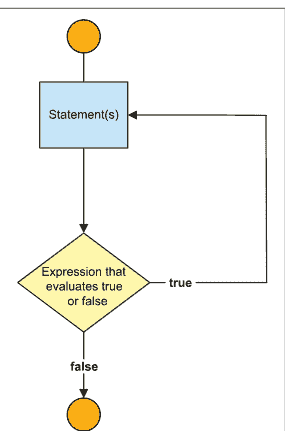 Statement(s)
Expression that
evaluates true
or false
true
false